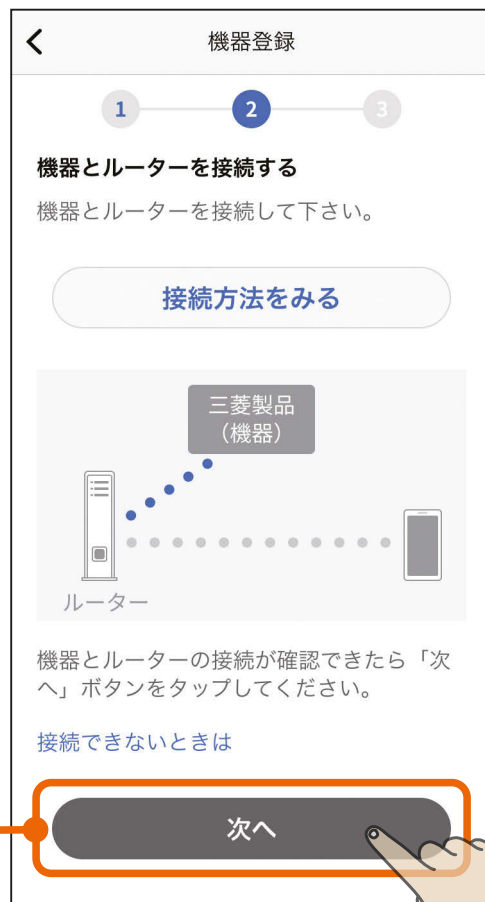 機器登録
1 2 3
機器とルーターを接続する
機器とルーターを接続して下さい。
接続方法をみる
三菱製品
（機器）
ルーター
機器とルーターの接続が確認できたら「次
へ」ボタンをタップしてください。
接続できないときは
次へ